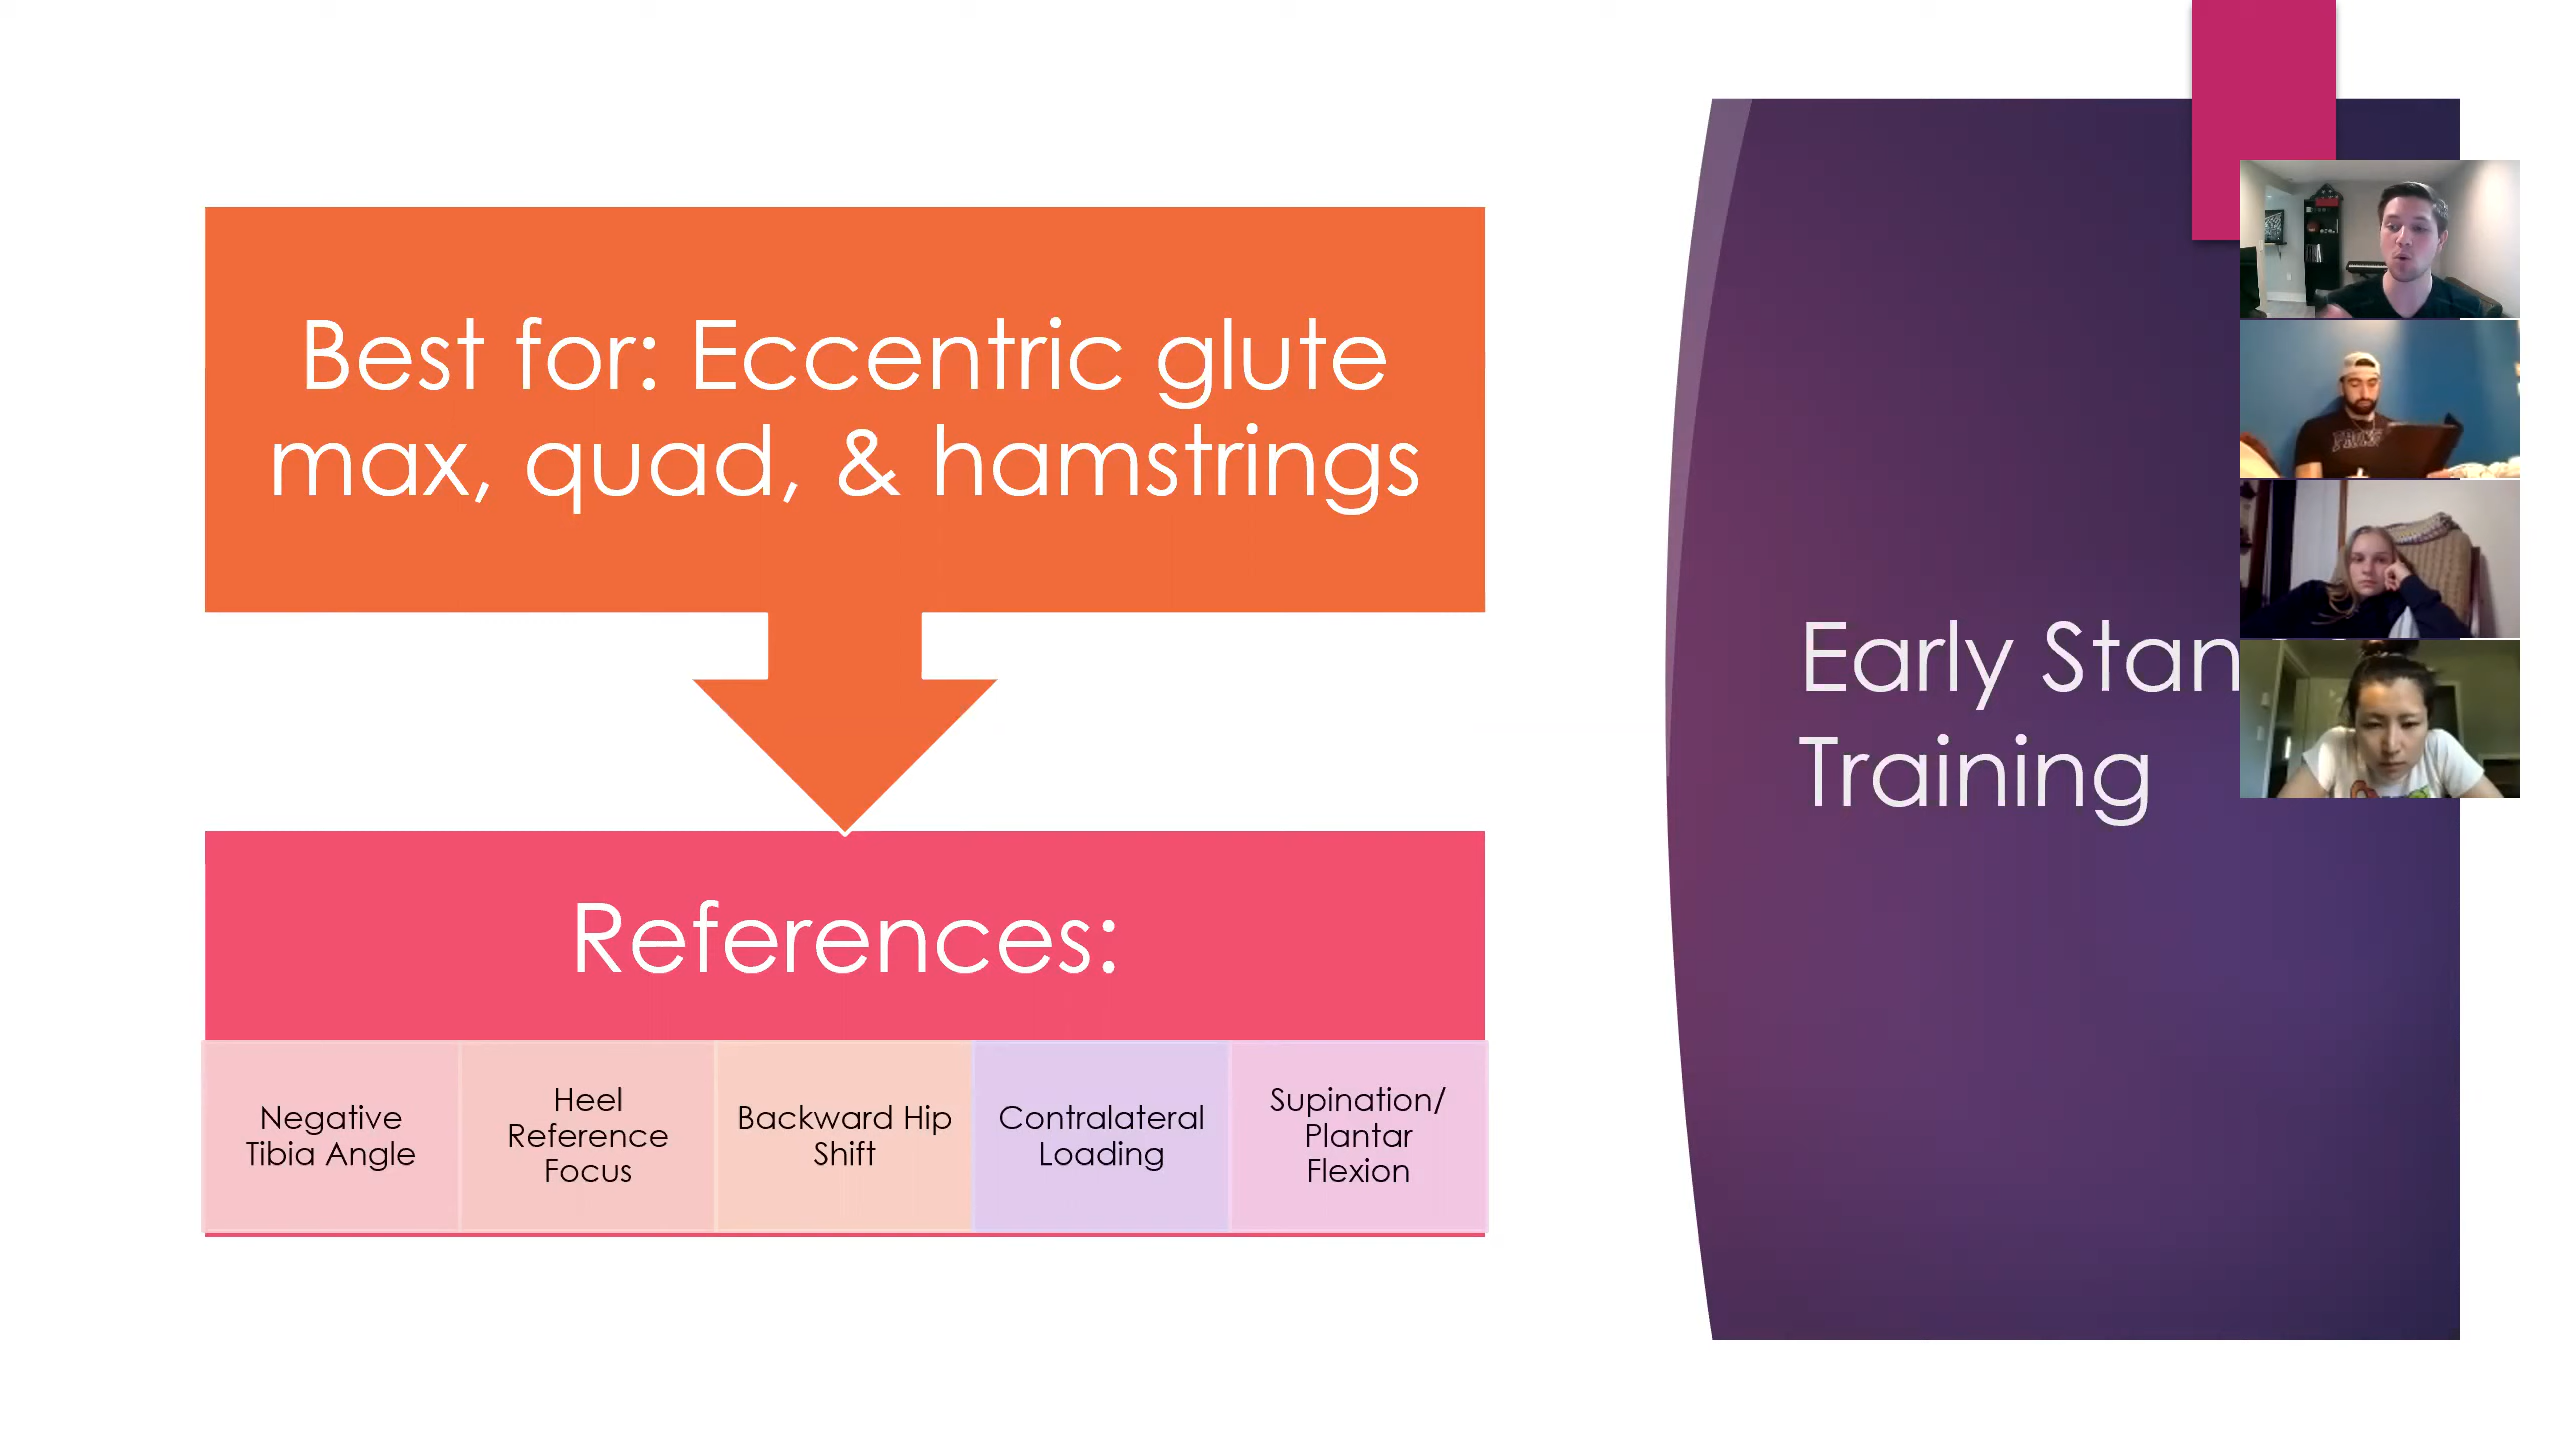 Best for: Eccentric glute
max, quad, & hamstrings
References:
Negative
Tibia Angle
Heel
Reference
Focus
Backward Hip
Shift
Contralateral
Loading
Supination/
Plantar
Flexion
Early Stan
Training